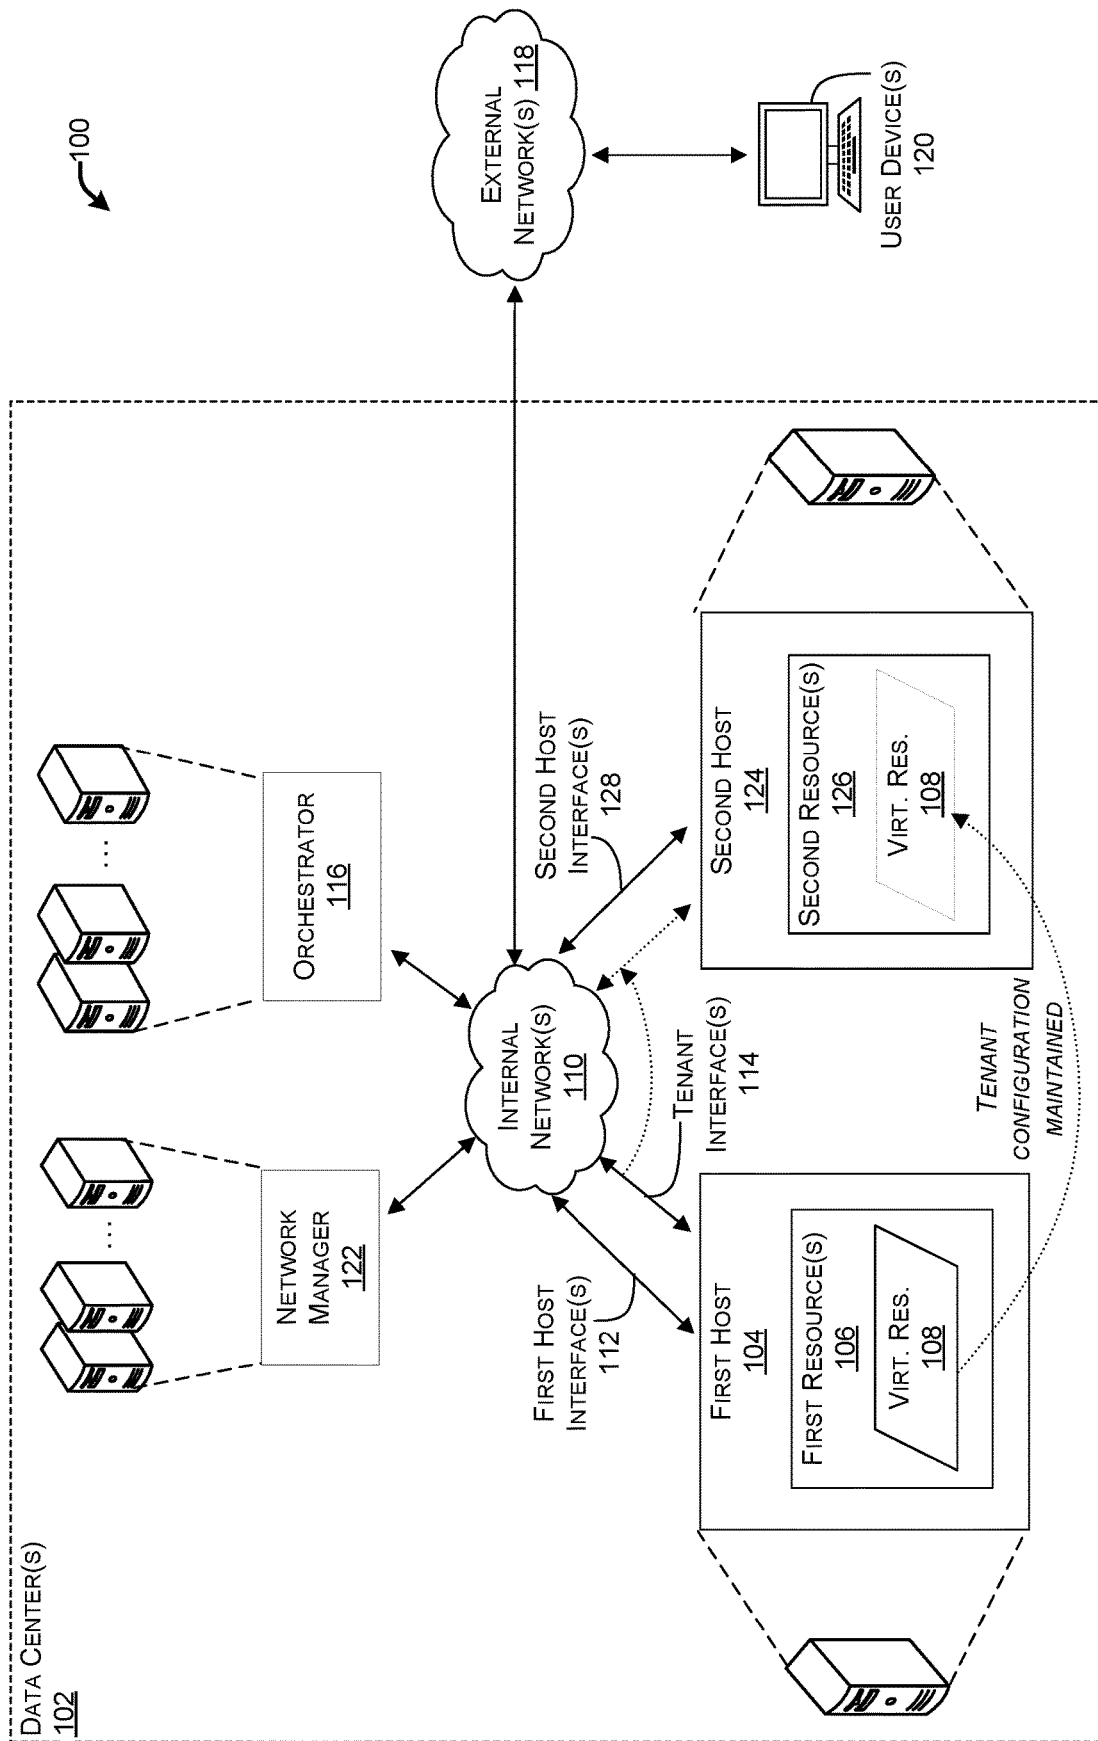 DATA CENTER(S)
102
100
NETWORK
MANAGER
122
ORCHESTRATOR
116
INTERNAL
NETWORK(S)
110
EXTERNAL
NETWORK(S) 118
FIRST HOST
INTERFACE(S)
112
TENANT
INTERFACE(S)
114
SECOND HOST
INTERFACE(S)
128
FIRST HOST
104
FIRST RESOURCE(S)
106
VIRT. RES.
108
SECOND HOST
124
SECOND RESOURCE(S)
126
VIRT. RES.
108
TENANT
CONFIGURATION
MAINTAINED
USER DEVICE(S)
120